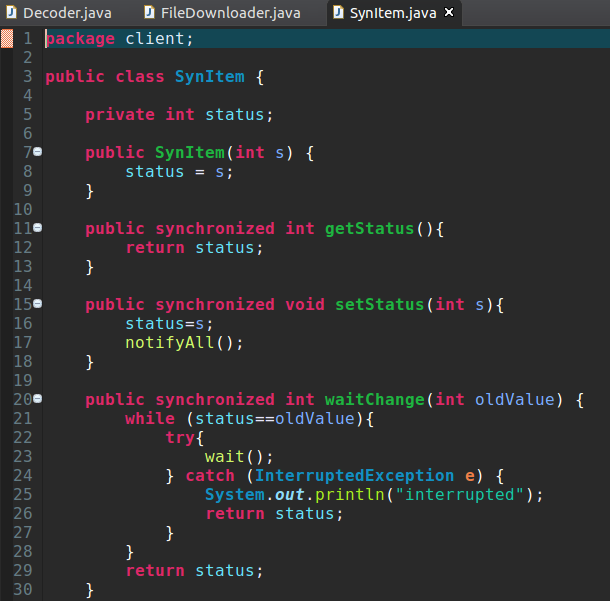 Decoder.java FileDownloader.java SynItem.java
1 package client;
2
3 public class SynItem {
4
5     private int status;
6
7     public SynItem(int s) {
8         status = s;
9     }
10
11     public synchronized int getStatus(){
12         return status;
13     }
14
15     public synchronized void setStatus(int s){
16         status=s;
17         notifyAll();
18     }
19
20     public synchronized int waitChange(int oldValue) {
21         while (status==oldValue){
22             try{
23                 wait();
24             } catch (InterruptedException e) {
25                 System.out.println("interrupted");
26                 return status;
27             }
28         }
29         return status;
30     }